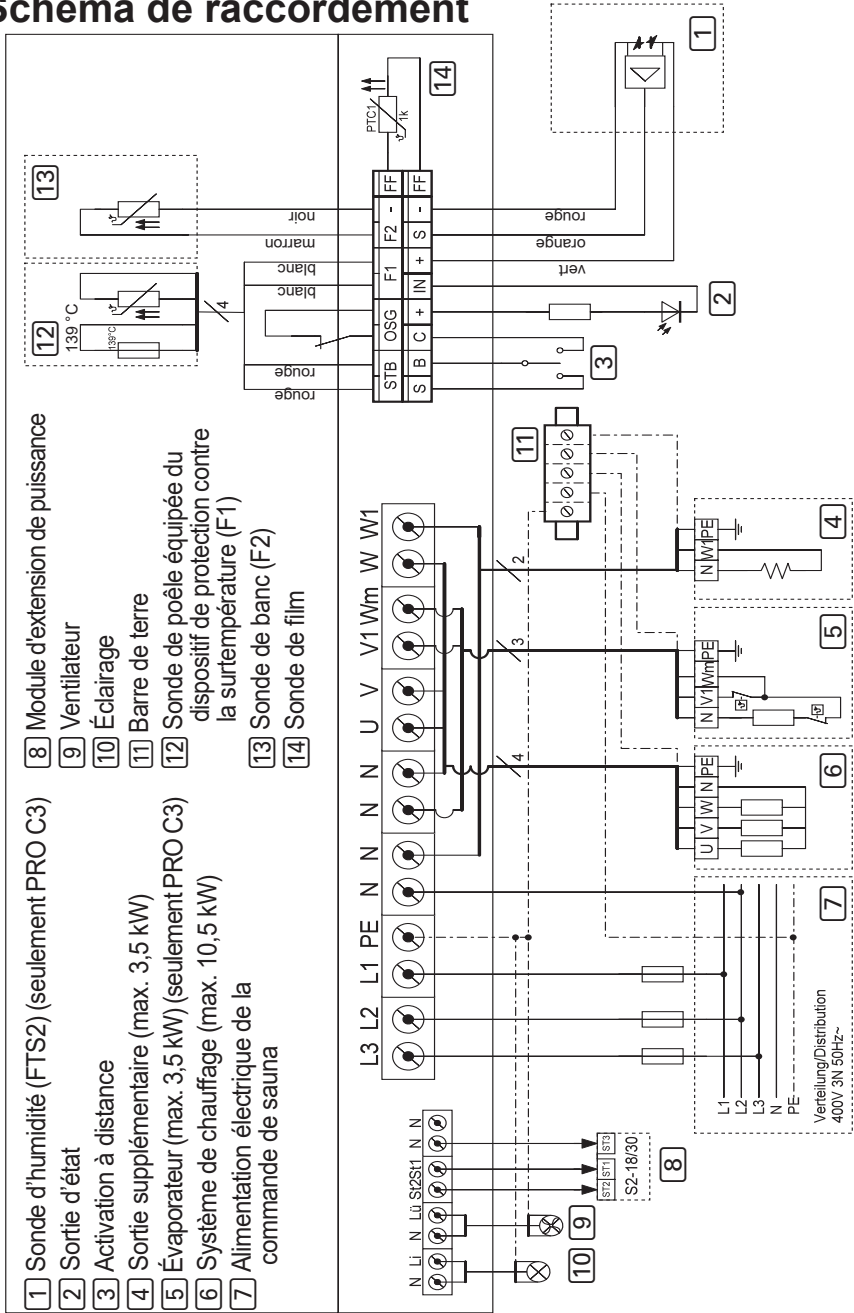 Schéma de raccordement
1 Sonde d'humidité (FTS2) (seulement PRO C3)
2 Sortie d'état
3 Activation à distance
4 Sortie supplémentaire (max. 3,5 kW)
5 Évaporateur (max. 3,5 kW) (seulement PRO C3)
6 Système de chauffage (max. 10,5 kW)
7 Alimentation électrique de la
commande de sauna
8 Module d'extension de puissance
9 Ventilateur
10 Éclairage
11 Barre de terre
12 Sonde de poêle équipée du
dispositif de protection contre
la surtempérature (F1)
13 Sonde de banc (F2)
14 Sonde de film
12
139 °C
139°C
13
4
rouge
rouge
blanc
blanc
marron
noir
PTC1
1k
14
STB OSG F1 F2 - FF
S B C + IN + S - FF
vert
orange
rouge
1
2
3
N Li N Lü St2 St1 N N
L3 L2 L1 PE N N N N U V V1 Wm W W1
11
4
3
2
10
9
ST2 ST1 ST3
S2-18/30
8
L1
L2
L3
N
PE
Verteilung/Distribution
400V 3N 50Hz~
7
U V W N PE
6
N V1 Wm PE
5
N W1 PE
4